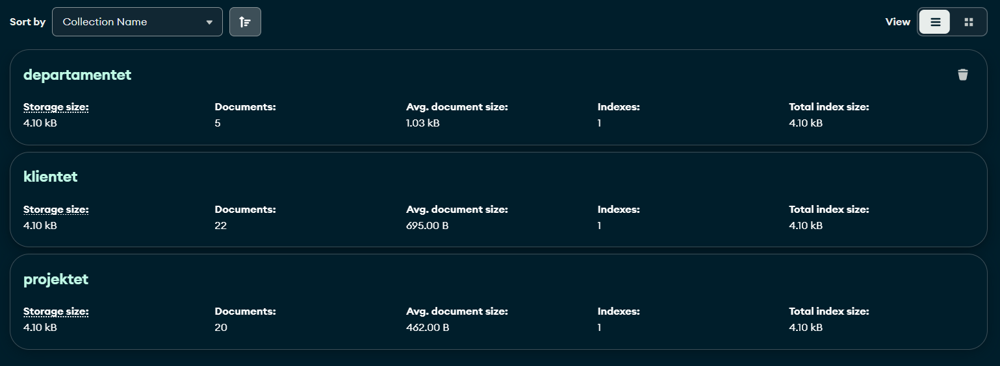 Sort by Collection Name View
departamentet
Storage size: Documents: Avg. document size: Indexes: Total index size:
4.10 kB 5 1.03 kB 1 4.10 kB
klientet
Storage size: Documents: Avg. document size: Indexes: Total index size:
4.10 kB 22 695.00 B 1 4.10 kB
projektet
Storage size: Documents: Avg. document size: Indexes: Total index size:
4.10 kB 20 462.00 B 1 4.10 kB